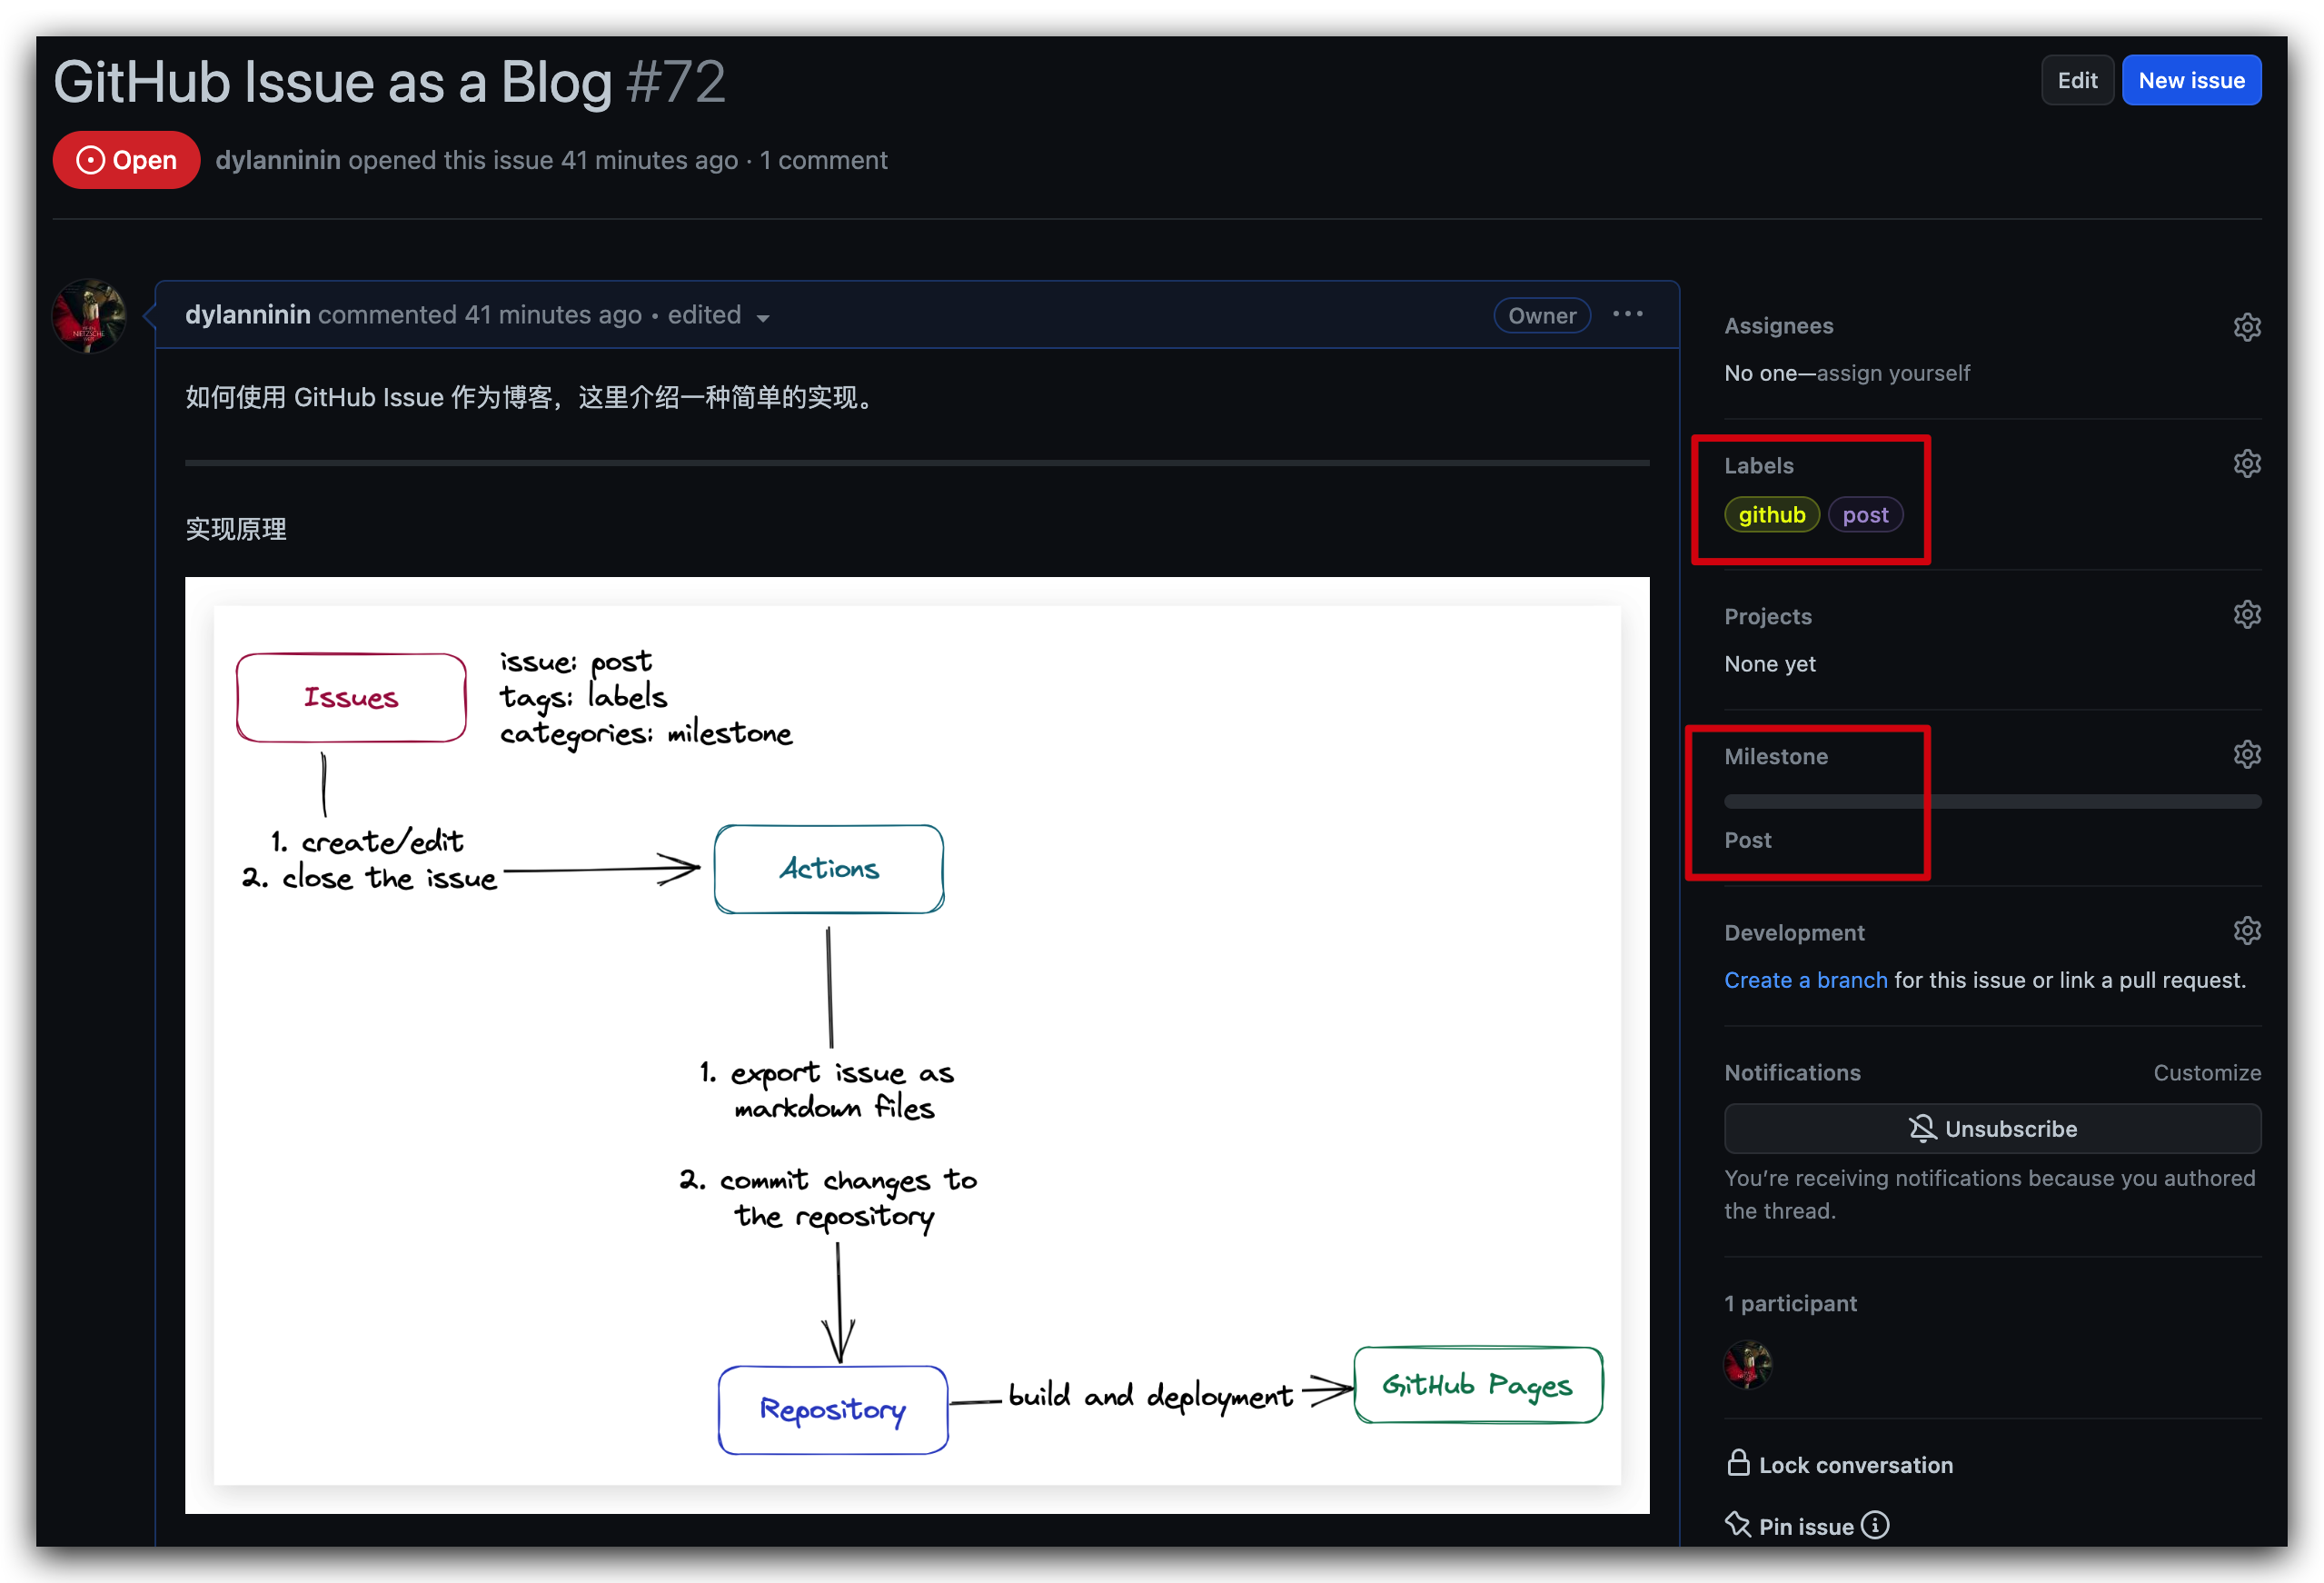 GitHub Issue as a Blog #72
Edit
New issue
Open
dylanninin opened this issue 41 minutes ago · 1 comment
dylanninin commented 41 minutes ago • edited
Owner
如何使用 GitHub Issue 作为博客，这里介绍一种简单的实现。
实现原理
Issues
issue: post
tags: labels
categories: milestone
1. create/edit
2. close the issue
Actions
1. export issue as
markdown files
2. commit changes to
the repository
Repository
build and deployment
GitHub Pages
Assignees
No one—assign yourself
Labels
github post
Projects
None yet
Milestone
Post
Development
Create a branch for this issue or link a pull request.
Notifications
Customize
Unsubscribe
You’re receiving notifications because you authored
the thread.
1 participant
Lock conversation
Pin issue